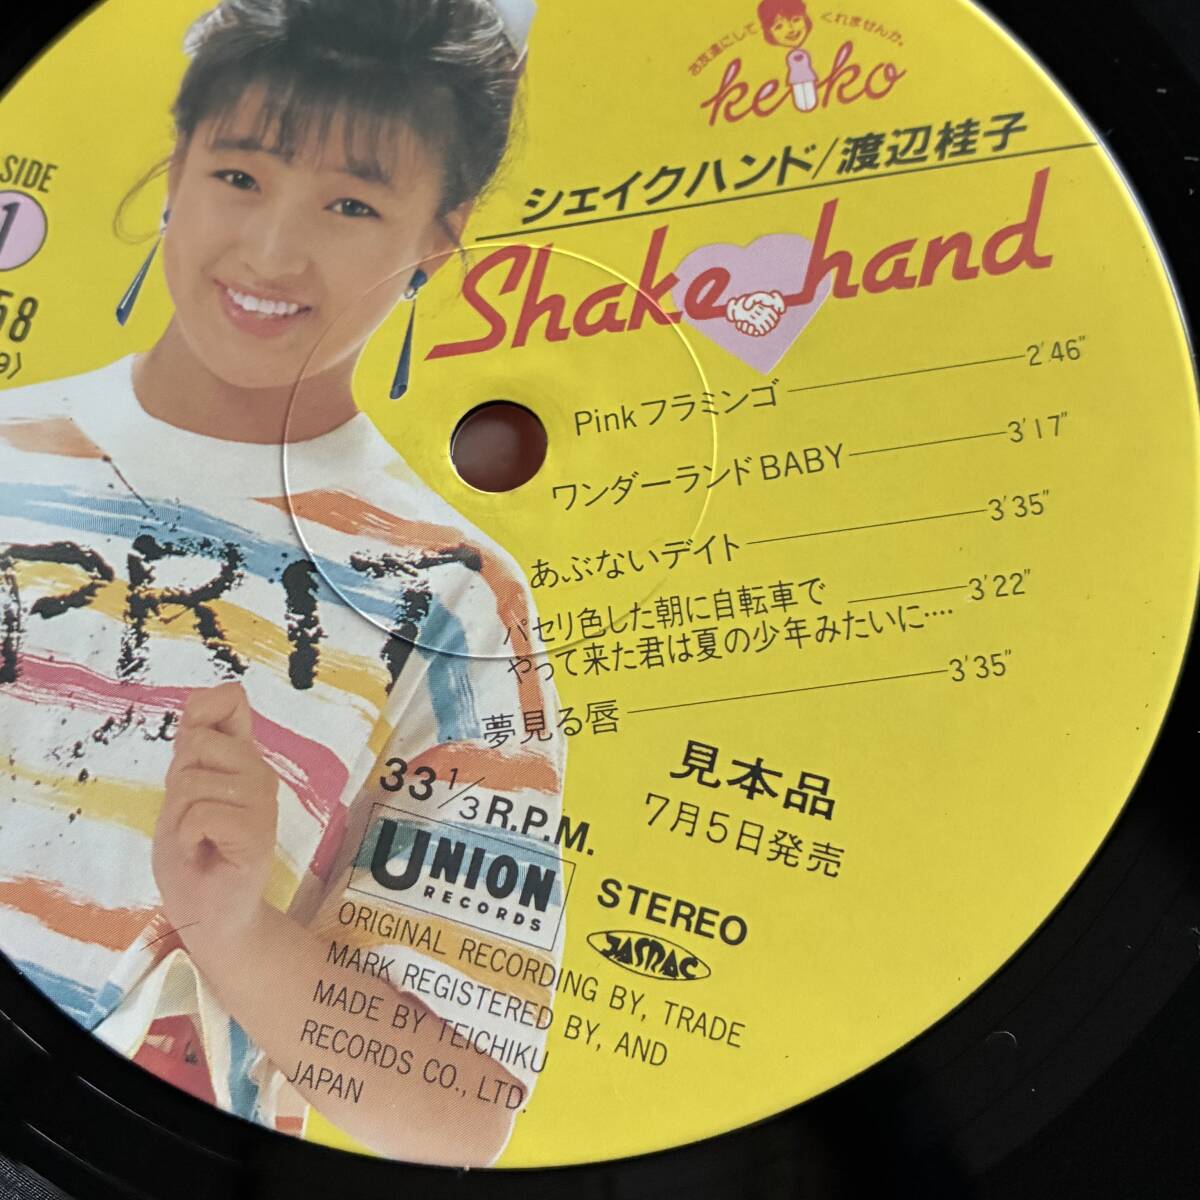 お友達にして くれませんか。
keiko
シェイクハンド/渡辺桂子
Shake hand
SIDE
1
58
9)
Pinkフラミンゴ 2'46"
ワンダーランドBABY 3'17"
あぶないデイト 3'35"
パセリ色した朝に自転車で
やって来た君は夏の少年みたいに‥‥ 3'22"
夢見る唇 3'35"
PRIT
見本品
7月5日発売
33 1/3 R.P.M.
UNION
RECORDS
STEREO
JASRAC
ORIGINAL RECORDING BY, TRADE
MARK REGISTERED BY, AND
MADE BY TEICHIKU
RECORDS CO., LTD.
JAPAN